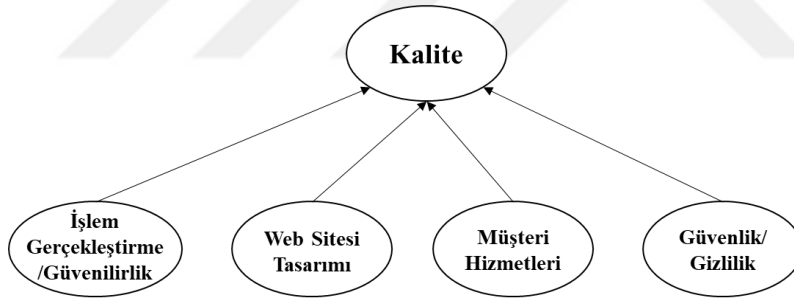 Kalite
İşlem
Gerçekleştirme
/Güvenilirlik
Web Sitesi
Tasarımı
Müşteri
Hizmetleri
Güvenlik/
Gizlilik